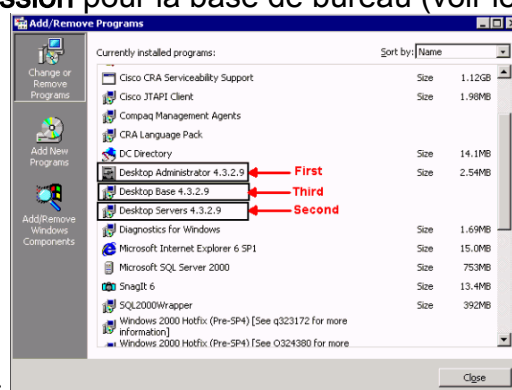 ssion pour la base de bureau (voir le
Add/Remove Programs
Change or Remove Programs
Add New Programs
Add/Remove Windows Components
Currently installed programs:
Sort by: Name
Cisco CRA Serviceability Support Size 1.12GB
Cisco JTAPI Client Size 1.98MB
Compaq Management Agents
CRA Language Pack
DC Directory Size 14.1MB
Desktop Administrator 4.3.2.9 First Size 2.54MB
Desktop Base 4.3.2.9 Third
Desktop Servers 4.3.2.9 Second
Diagnostics for Windows Size 1.69MB
Microsoft Internet Explorer 6 SP1 Size 15.0MB
Microsoft SQL Server 2000 Size 753MB
SnagIt 6 Size 13.4MB
SQL2000Wrapper Size 392MB
Windows 2000 Hotfix (Pre-SP4) [See q323172 for more
information]
Windows 2000 Hotfix (Pre-SP4) [See Q324380 for more
Close